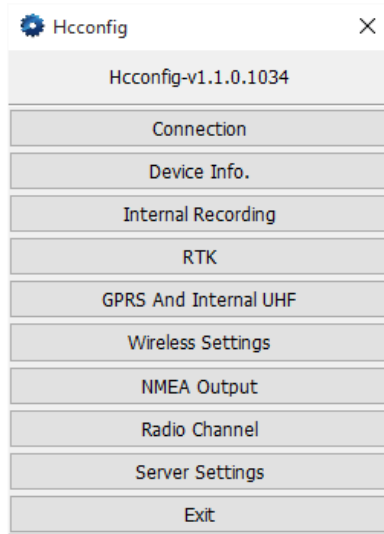 Hcconfig
Hcconfig-v1.1.0.1034
Connection
Device Info.
Internal Recording
RTK
GPRS And Internal UHF
Wireless Settings
NMEA Output
Radio Channel
Server Settings
Exit